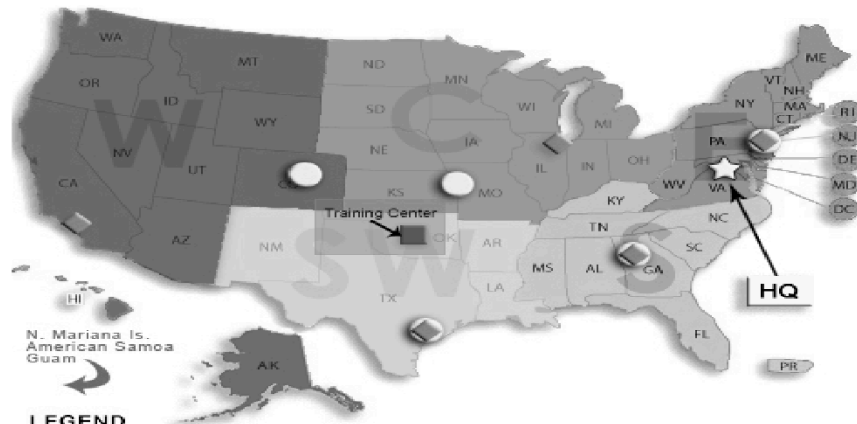 WA
MT
ND
MN
ME
OR
ID
SD
WI
MI
VT
NH
NY
MA
CT
RI
WY
W
C
E
NV
UT
CA
NE
IA
IL
IN
OH
PA
NJ
DE
MD
DC
WV
VA
KS
MO
KY
AZ
NM
Training Center
OK
AR
TN
NC
SC
SW
S
TX
LA
MS
AL
GA
HQ
FL
PR
HI
AK
N. Mariana Is.
American Samoa
Guam
LEGEND